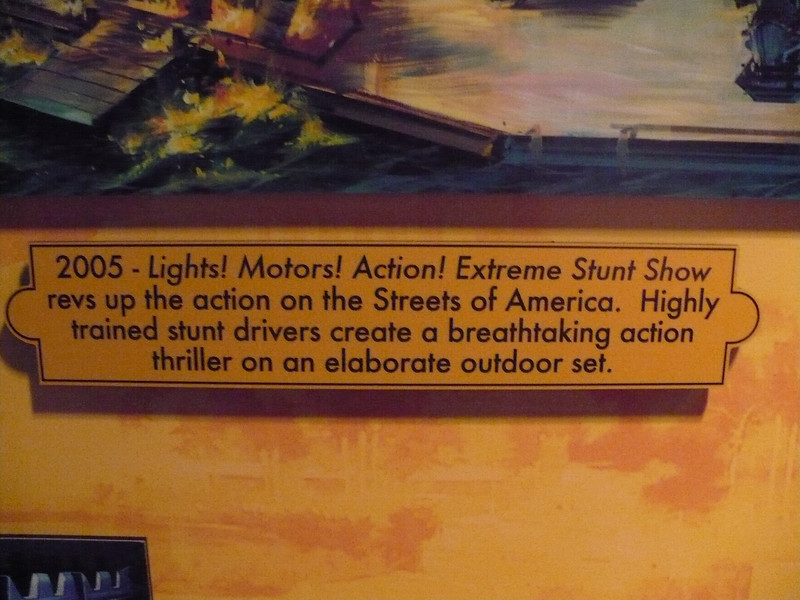 2005 - Lights! Motors! Action! Extreme Stunt Show
revs up the action on the Streets of America. Highly
trained stunt drivers create a breathtaking action
thriller on an elaborate outdoor set.